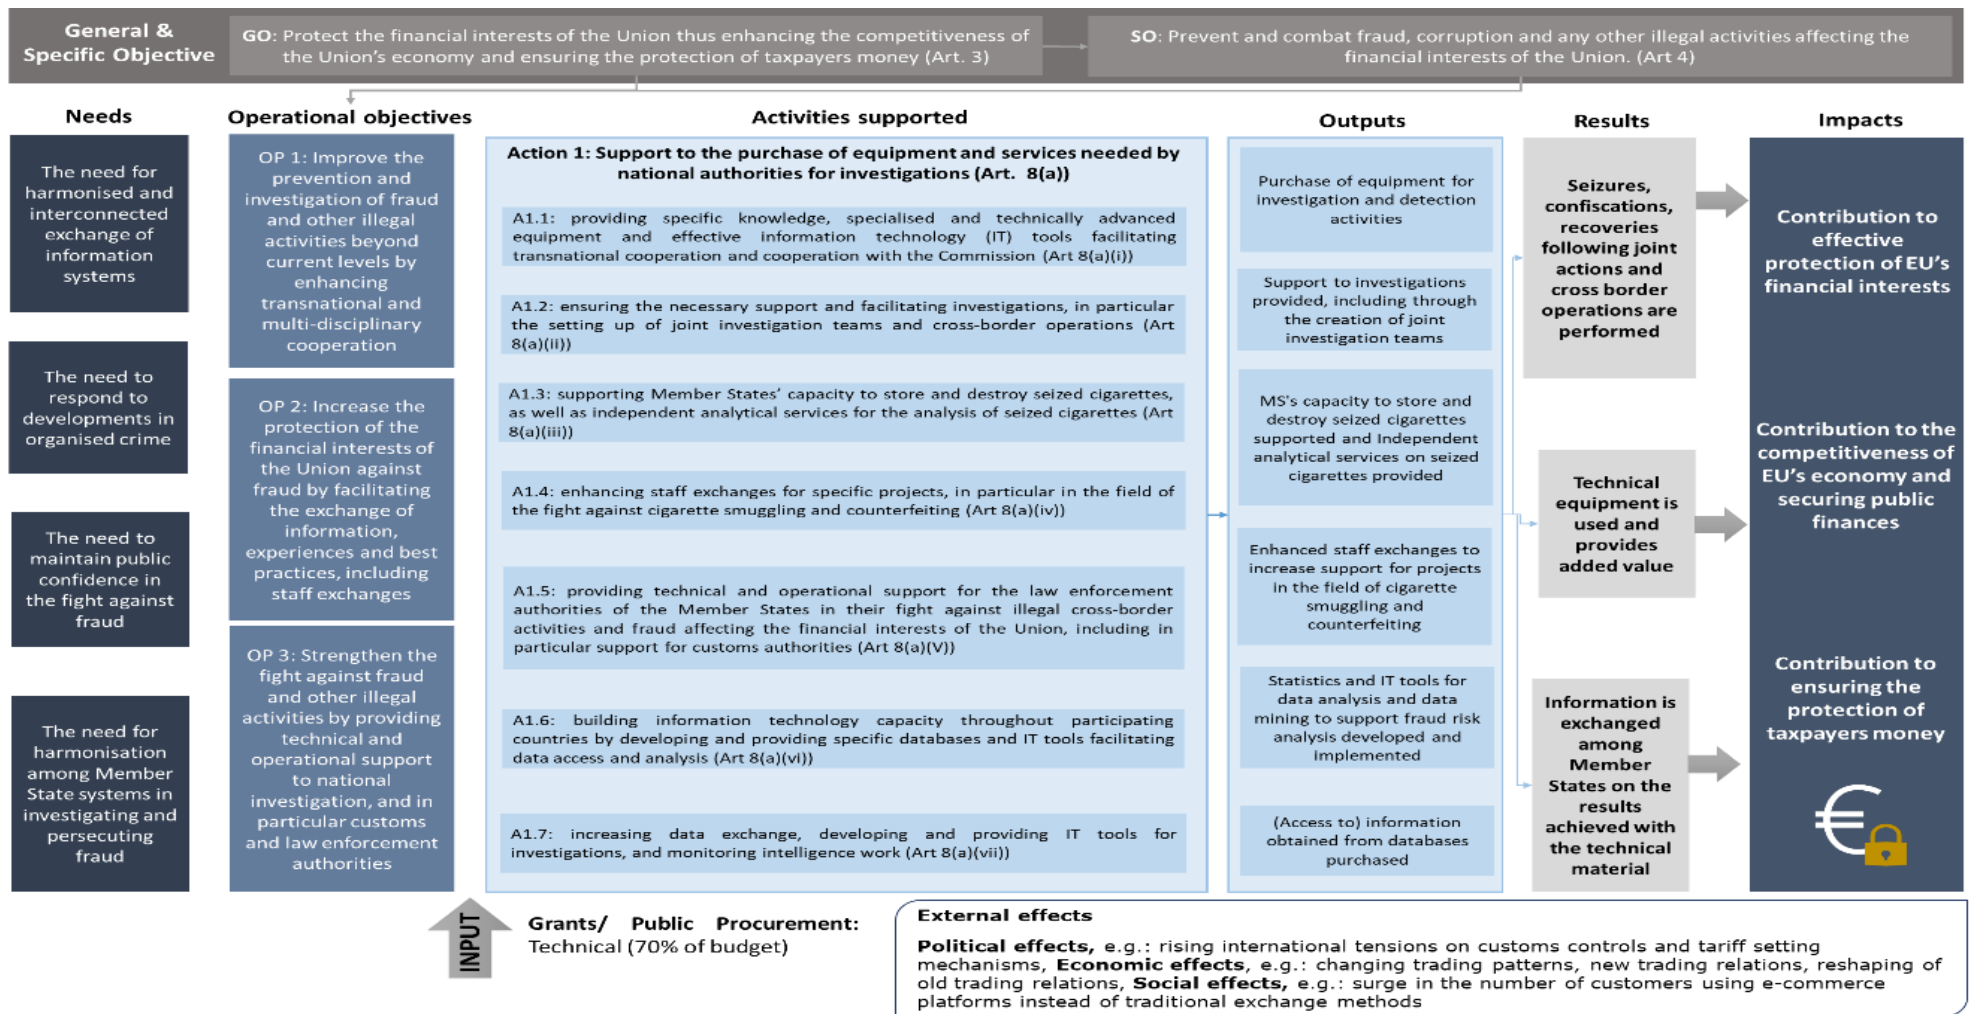 General &
Specific Objective
GO: Protect the financial interests of the Union thus enhancing the competitiveness of
the Union's economy and ensuring the protection of taxpayers money (Art. 3)
SO: Prevent and combat fraud, corruption and any other illegal activities affecting the
financial interests of the Union. (Art 4)
Needs
The need for
harmonised and
interconnected
exchange of
information
systems
The need to
respond to
developments in
organised crime
The need to
maintain public
confidence in
the fight against
fraud
The need for
harmonisation
among Member
State systems in
investigating and
persecuting
fraud
Operational objectives
OP 1: Improve the
prevention and
investigation of fraud
and other illegal
activities beyond
current levels by
enhancing
transnational and
multi-disciplinary
cooperation
OP 2: Increase the
protection of the
financial interests of
the Union against
fraud by facilitating
the exchange of
information,
experiences and best
practices, including
staff exchanges
OP 3: Strengthen the
fight against fraud
and other illegal
activities by providing
technical and
operational support
to national
investigation, and in
particular customs
and law enforcement
authorities
Activities supported
Action 1: Support to the purchase of equipment and services needed by
national authorities for investigations (Art. 8(a))
A1.1: providing specific knowledge, specialised and technically advanced
equipment and effective information technology (IT) tools facilitating
transnational cooperation and cooperation with the Commission (Art 8(a)(i))
A1.2: ensuring the necessary support and facilitating investigations, in particular
the setting up of joint investigation teams and cross-border operations (Art
8(a)(ii))
A1.3: supporting Member States' capacity to store and destroy seized cigarettes,
as well as independent analytical services for the analysis of seized cigarettes (Art
8(a)(iii))
A1.4: enhancing staff exchanges for specific projects, in particular in the field of
the fight against cigarette smuggling and counterfeiting (Art 8(a)(iv))
A1.5: providing technical and operational support for the law enforcement
authorities of the Member States in their fight against illegal cross-border
activities and fraud affecting the financial interests of the Union, including in
particular support for customs authorities (Art 8(a)(V))
A1.6: building information technology capacity throughout participating
countries by developing and providing specific databases and IT tools facilitating
data access and analysis (Art 8(a)(vi))
A1.7: increasing data exchange, developing and providing IT tools for
investigations, and monitoring intelligence work (Art 8(a)(vii))
Outputs
Purchase of equipment for
investigation and detection
activities
Support to investigations
provided, including through
the creation of joint
investigation teams
MS's capacity to store and
destroy seized cigarettes
supported and Independent
analytical services on seized
cigarettes provided
Enhanced staff exchanges to
increase support for projects
in the field of cigarette
smuggling and
counterfeiting
Statistics and IT tools for
data analysis and data
mining to support fraud risk
analysis developed and
implemented
(Access to) information
obtained from databases
purchased
Results
Seizures,
confiscations,
recoveries
following joint
actions and
cross border
operations are
performed
Technical
equipment is
used and
provides
added value
Information is
exchanged
among
Member
States on the
results
achieved with
the technical
material
Impacts
Contribution to
effective
protection of EU's
financial interests
Contribution to the
competitiveness of
EU's economy and
securing public
finances
Contribution to
ensuring the
protection of
taxpayers money
€
INPUT
Grants/ Public Procurement:
Technical (70% of budget)
External effects
Political effects, e.g.: rising international tensions on customs controls and tariff setting
mechanisms, Economic effects, e.g.: changing trading patterns, new trading relations, reshaping of
old trading relations, Social effects, e.g.: surge in the number of customers using e-commerce
platforms instead of traditional exchange methods